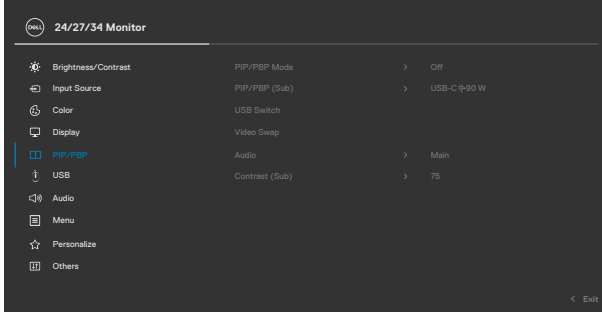 DELL 24/27/34 Monitor
Brightness/Contrast PIP/PBP Mode > Off
Input Source PIP/PBP (Sub) > USB-C 90 W
Color USB Switch
Display Video Swap
PIP/PBP Audio > Main
USB Contrast (Sub) > 75
Audio
Menu
Personalize
Others
< Exit